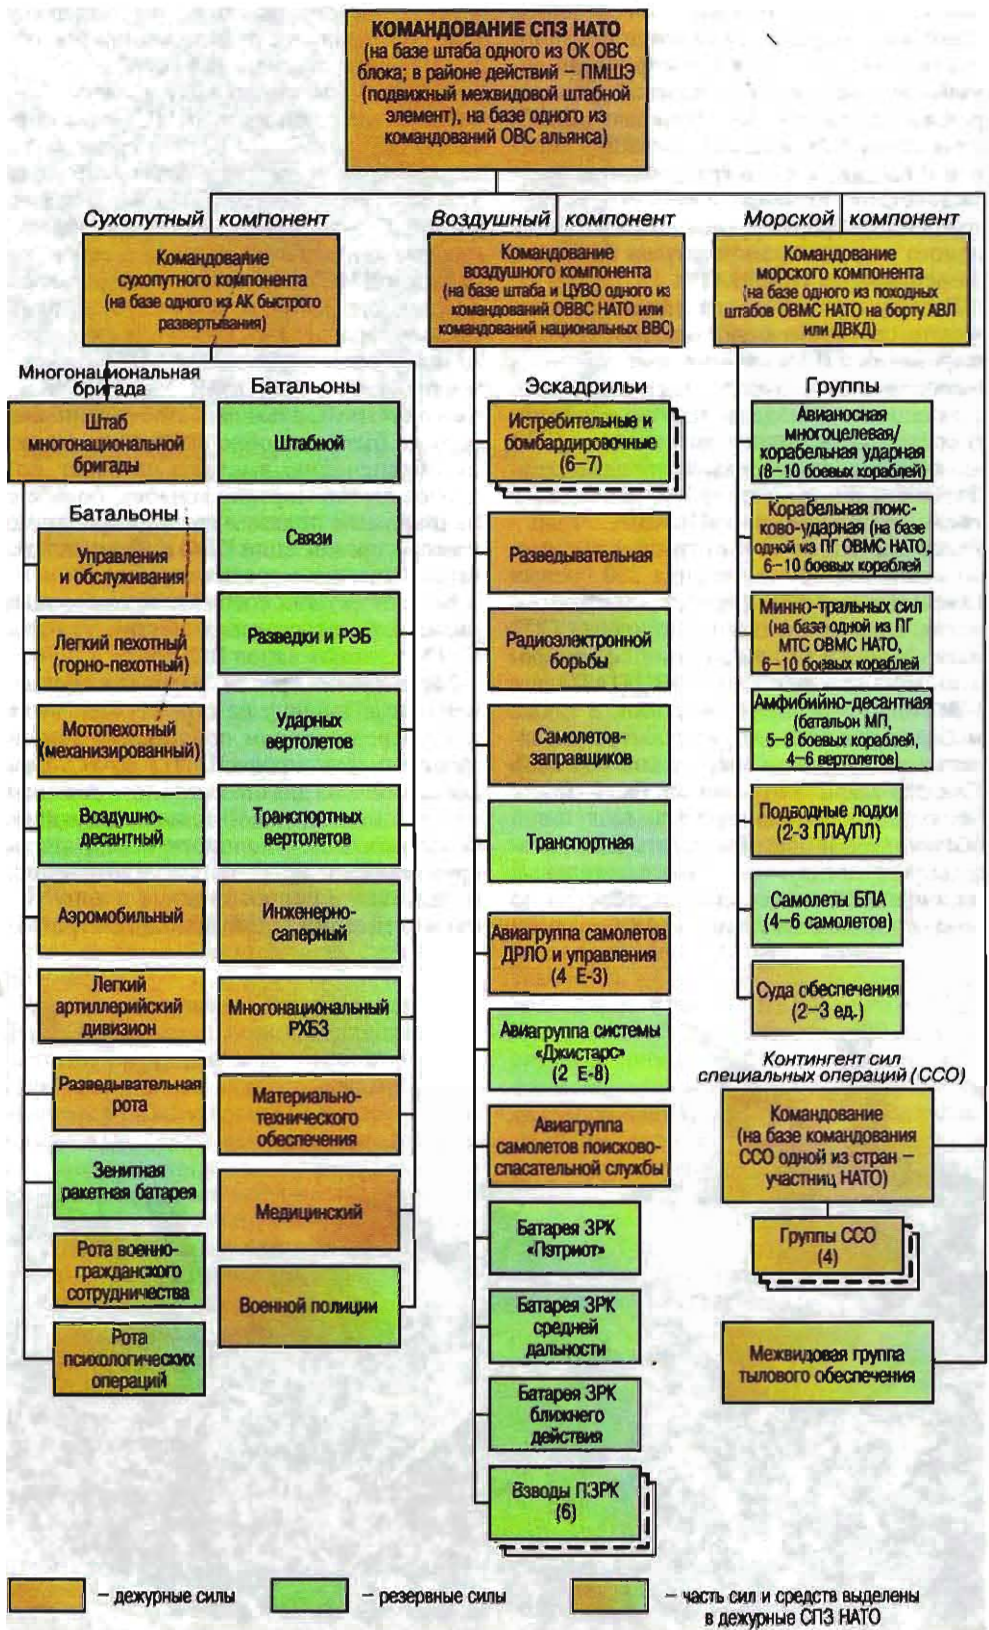 КОМАНДОВАНИЕ СПЗ НАТО
(на базе штаба одного из ОК ОВС
блока; в районе действий – ПМШЭ
(подвижный межвидовой штабной
элемент), на базе одного из
командований ОВС альянса)
Сухопутный компонент
Командование
сухопутного компонента
(на базе одного из АК быстрого
развертывания)
Многонациональная
бригада
Штаб
многонациональной
бригады
Батальоны
Управления
и обслуживания
Легкий пехотный
(горно-пехотный)
Мотопехотный
(механизированный)
Воздушно-
десантный
Аэромобильный
Легкий
артиллерийский
дивизион
Разведывательная
рота
Зенитная
ракетная батарея
Рота военно-
гражданского
сотрудничества
Рота
психологических
операций
Батальоны
Штабной
Связи
Разведки и РЭБ
Ударных
вертолетов
Транспортных
вертолетов
Инженерно-
саперный
Многонациональный
РХБЗ
Материально-
технического
обеспечения
Медицинский
Военной полиции
Воздушный компонент
Командование
воздушного компонента
(на базе штаба и ЦУВО одного из
командований ОВВС НАТО или
командований национальных ВВС)
Эскадрильи
Истребительные и
бомбардировочные
(6–7)
Разведывательная
Радиоэлектронной
борьбы
Самолетов-
заправщиков
Транспортная
Авиагруппа самолетов
ДРЛО и управления
(4 Е-3)
Авиагруппа системы
«Джистарс»
(2 Е-8)
Авиагруппа
самолетов поисково-
спасательной службы
Батарея ЗРК
«Пэтриот»
Батарея ЗРК
средней
дальности
Батарея ЗРК
ближнего
действия
Взводы ПЗРК
(6)
Морской компонент
Командование
морского компонента
(на базе одного из походных
штабов ОВМС НАТО на борту АВЛ
или ДВКД)
Группы
Авианосная
многоцелевая/
корабельная ударная
(8–10 боевых кораблей)
Корабельная поис-
ково-ударная (на базе
одной из ПГ ОВМС НАТО,
6–10 боевых кораблей
Минно-тральных сил
(на базе одной из ПГ
МТС ОВМС НАТО,
6–10 боевых кораблей
Амфибийно-десантная
(батальон МП,
5–8 боевых кораблей,
4–6 вертолетов)
Подводные лодки
(2-3 ПЛА/ПЛ)
Самолеты БПА
(4–6 самолетов)
Суда обеспечения
(2–3 ед.)
Контингент сил
специальных операций (ССО)
Командование
(на базе командования
ССО одной из стран –
участниц НАТО)
Группы ССО
(4)
Межвидовая группа
тылового обеспечения
– дежурные силы
– резервные силы
– часть сил и средств выделены
в дежурные СПЗ НАТО